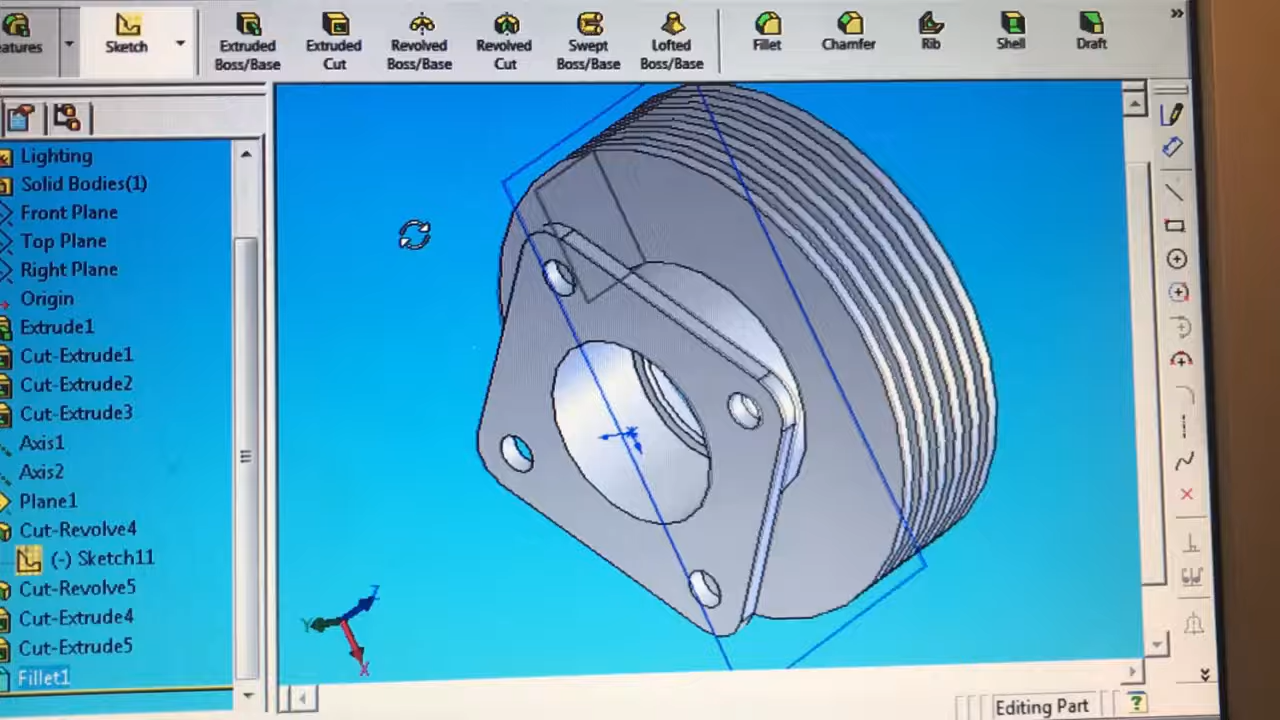 atures
Sketch
Extruded
Boss/Base
Extruded
Cut
Revolved
Boss/Base
Revolved
Cut
Swept
Boss/Base
Lofted
Boss/Base
Fillet
Chamfer
Rib
Shell
Draft
Lighting
Solid Bodies(1)
Front Plane
Top Plane
Right Plane
Origin
Extrude1
Cut-Extrude1
Cut-Extrude2
Cut-Extrude3
Axis1
Axis2
Plane1
Cut-Revolve4
(-) Sketch11
Cut-Revolve5
Cut-Extrude4
Cut-Extrude5
Fillet1
Z
Y
X
Editing Part
?